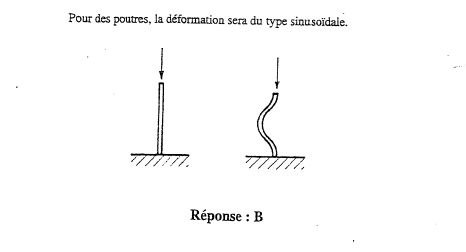 Pour des poutres, la déformation sera du type sinusoïdale.
Réponse : B